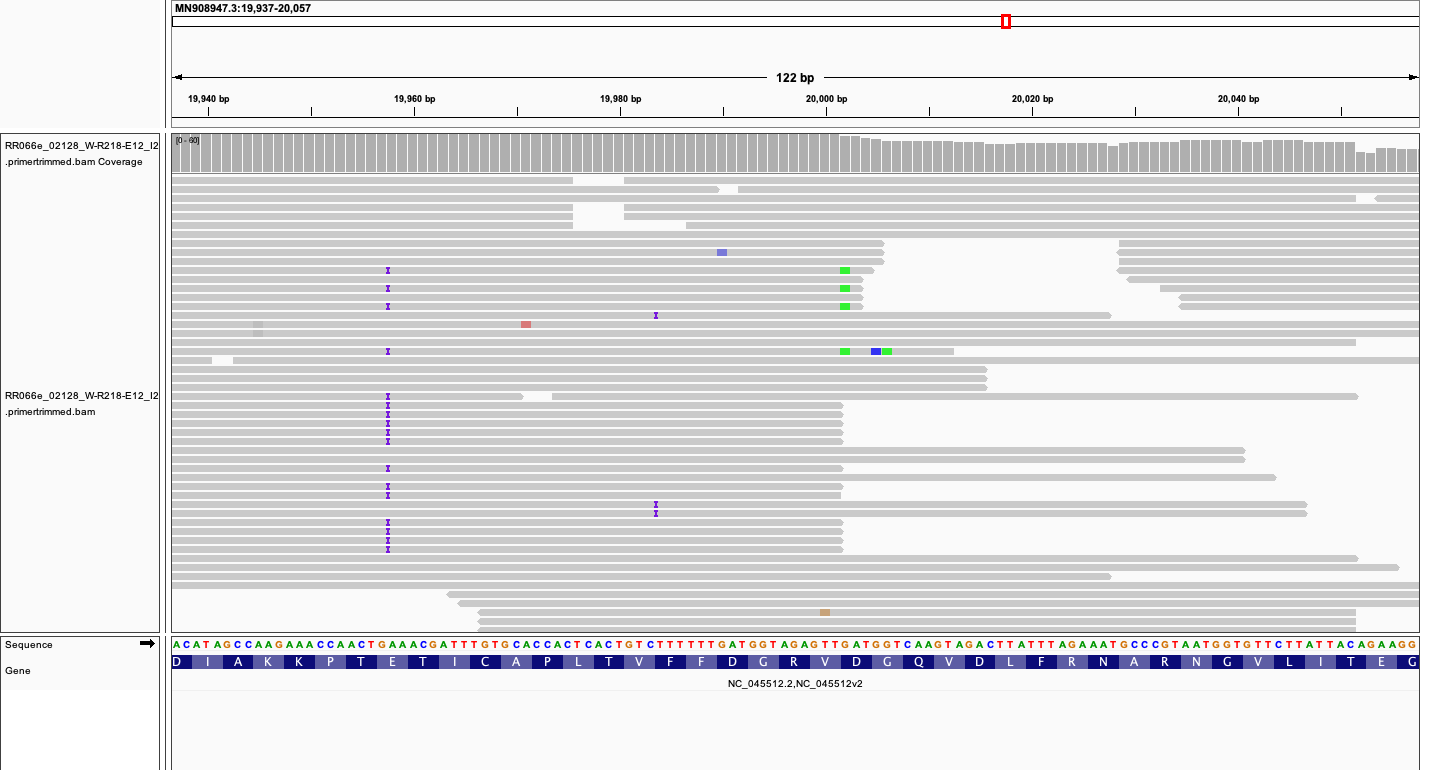 MN908947.3:19,937-20,057
122 bp
19,940 bp 19,960 bp 19,980 bp 20,000 bp 20,020 bp 20,040 bp
RR066e_02128_W-R218-E12_I2
.primertrimmed.bam Coverage
[0 - 60]
RR066e_02128_W-R218-E12_I2
.primertrimmed.bam
Sequence
A C A T A G C C A A G A A A C C A A C T G A A A C G A T T T G T G C A C C A C T C A C T G T C T T T T T T G A T G G T A G A G T T G A T G G T C A A G T A G A C T T A T T T A G A A A T G C C C G T A A T G G T G T T C T T A T T A C A G A A G G
Gene
D I A K K P T E T I C A P L T V F F D G R V D G Q V D L F R N A R N G V L I T E G
NC_045512.2,NC_045512v2